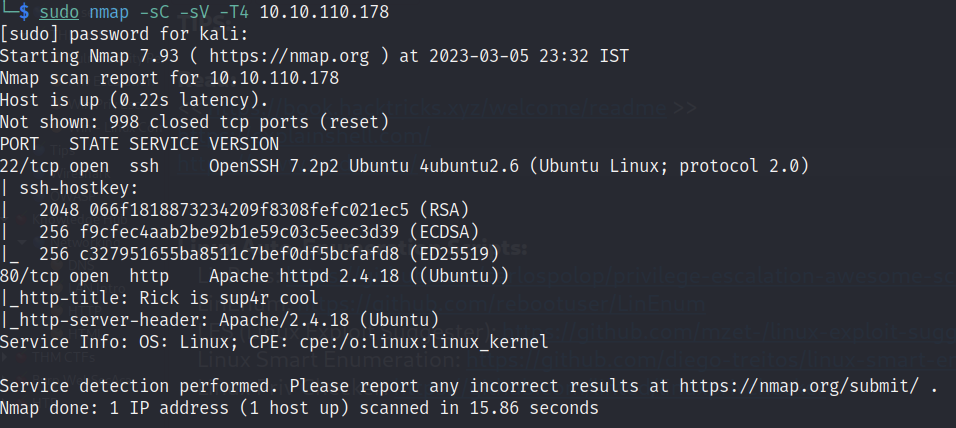 └─$ sudo nmap -sC -sV -T4 10.10.110.178
[sudo] password for kali:
Starting Nmap 7.93 ( https://nmap.org ) at 2023-03-05 23:32 IST
Nmap scan report for 10.10.110.178
Host is up (0.22s latency).
Not shown: 998 closed tcp ports (reset)
PORT   STATE SERVICE VERSION
22/tcp open  ssh     OpenSSH 7.2p2 Ubuntu 4ubuntu2.6 (Ubuntu Linux; protocol 2.0)
| ssh-hostkey:
|   2048 066f1818873234209f8308fefc021ec5 (RSA)
|   256 f9cfec4aab2be92b1e59c03c5eec3d39 (ECDSA)
|_  256 c327951655ba8511c7bef0df5bcfafd8 (ED25519)
80/tcp open  http    Apache httpd 2.4.18 ((Ubuntu))
|_http-title: Rick is sup4r cool
|_http-server-header: Apache/2.4.18 (Ubuntu)
Service Info: OS: Linux; CPE: cpe:/o:linux:linux_kernel
Service detection performed. Please report any incorrect results at https://nmap.org/submit/ .
Nmap done: 1 IP address (1 host up) scanned in 15.86 seconds